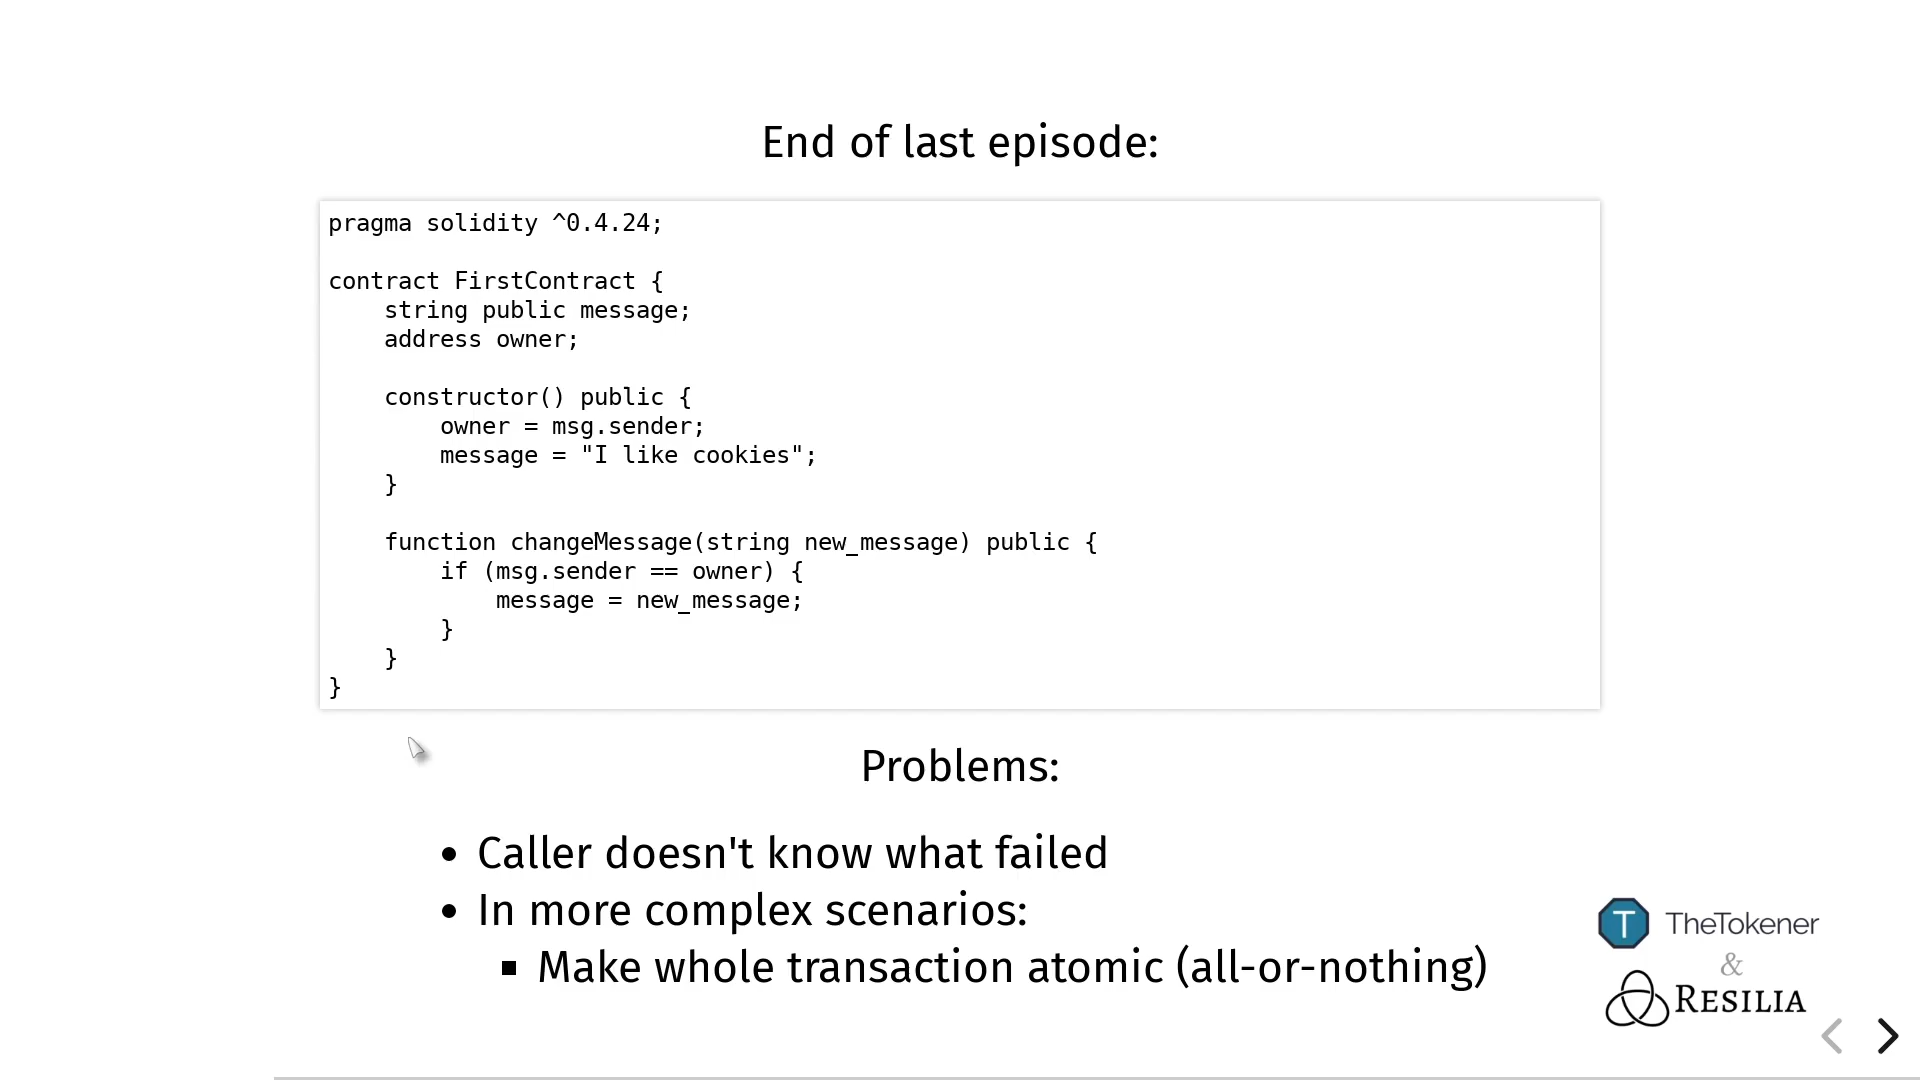 End of last episode:
pragma solidity ^0.4.24;
contract FirstContract {
string public message;
address owner;
constructor() public {
owner = msg.sender;
message = "I like cookies";
}
function changeMessage(string new_message) public {
if (msg.sender == owner) {
message = new_message;
}
}
}
Problems:
• Caller doesn't know what failed
• In more complex scenarios:
▪ Make whole transaction atomic (all-or-nothing)
T TheTokener
&
RESILIA